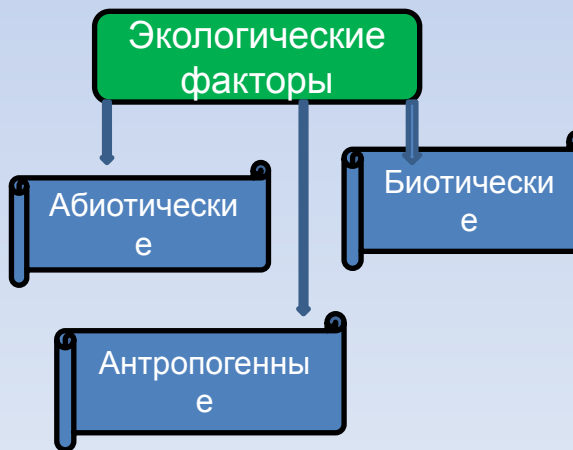 Экологические
факторы
Абиотически
е
Биотически
е
Антропогенны
е